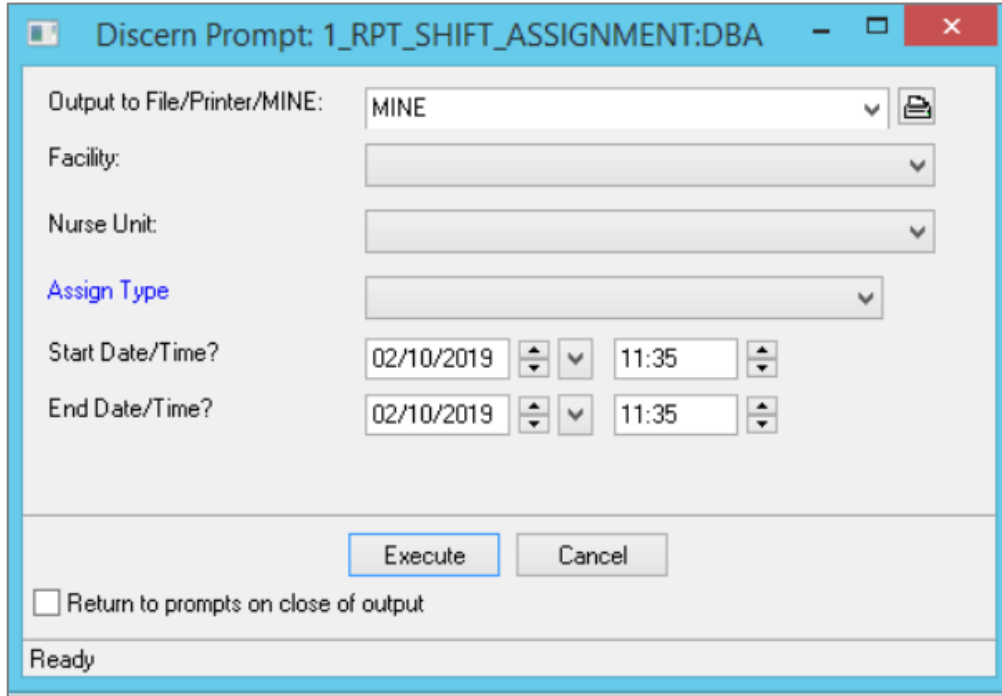 Discern Prompt: 1_RPT_SHIFT_ASSIGNMENT:DBA
Output to File/Printer/MINE: MINE
Facility:
Nurse Unit:
Assign Type
Start Date/Time? 02/10/2019 11:35
End Date/Time? 02/10/2019 11:35
Execute Cancel
Return to prompts on close of output
Ready